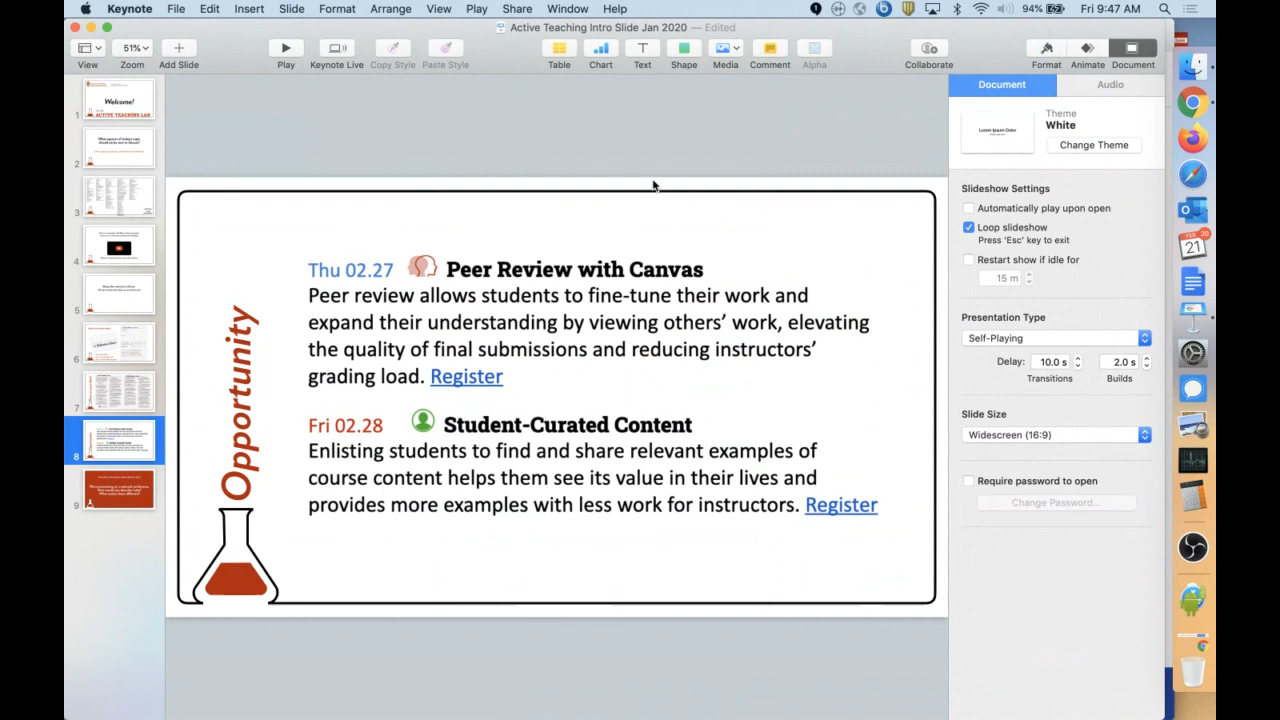 Keynote File Edit Insert Slide Format Arrange View Play Share Window Help 94% Fri 9:47 AM
Active Teaching Intro Slide Jan 2020 — Edited
51%
View Zoom Add Slide Play Keynote Live Copy Style Paste Style Table Chart Text Shape Media Comment Alpha Collaborate Format Animate Document
Document Audio
Theme
White
Lorem Ipsum Dolor
Change Theme
Slideshow Settings
Automatically play upon open
Loop slideshow
Press 'Esc' key to exit
Restart show if idle for
15 m
Presentation Type
Self-Playing
Delay: 10.0 s 2.0 s
Transitions Builds
Slide Size
Widescreen (16:9)
Require password to open
Change Password...
1
Welcome!
ACTIVE TEACHING LAB
2
3
4
5
6
7
8
9
Opportunity
Thu 02.27 Peer Review with Canvas
Peer review allows students to fine-tune their work and
expand their understanding by viewing others’ work, elevating
the quality of final submissions and reducing instructors’
grading load. Register
Fri 02.28 Student-Curated Content
Enlisting students to find and share relevant examples of
course content helps them see its value in their lives and
provides more examples with less work for instructors. Register
FEB 20
21